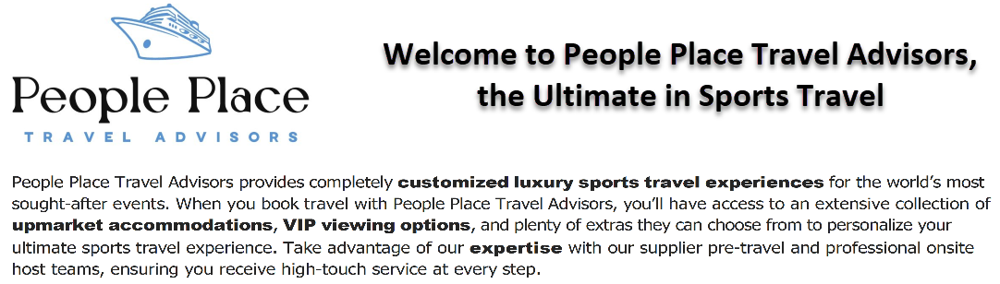 People Place
TRAVEL ADVISORS
Welcome to People Place Travel Advisors,
the Ultimate in Sports Travel
People Place Travel Advisors provides completely customized luxury sports travel experiences for the world's most
sought-after events. When you book travel with People Place Travel Advisors, you'll have access to an extensive collection of
upmarket accommodations, VIP viewing options, and plenty of extras they can choose from to personalize your
ultimate sports travel experience. Take advantage of our expertise with our supplier pre-travel and professional onsite
host teams, ensuring you receive high-touch service at every step.